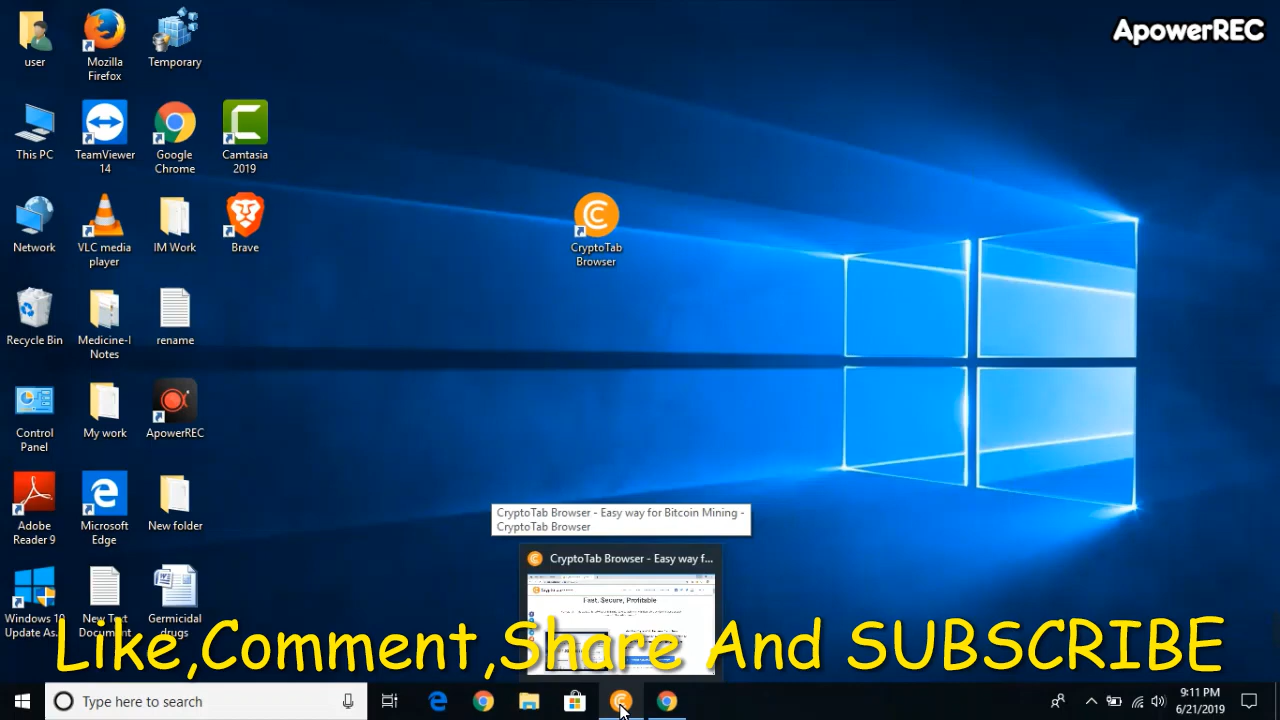 ApowerREC
user
Mozilla
Firefox
Temporary
This PC
TeamViewer
14
Google
Chrome
Camtasia
2019
Network
VLC media
player
IM Work
Brave
CryptoTab
Browser
Recycle Bin
Medicine-I
Notes
rename
Control
Panel
My work
ApowerREC
Adobe
Reader 9
Microsoft
Edge
New folder
CryptoTab Browser - Easy way for Bitcoin Mining -
CryptoTab Browser
CryptoTab Browser - Easy way f...
Fast, Secure, Profitable
Windows 10
Update As...
New Text
Document
Germicidal
drugs
Like,Comment,Share And SUBSCRIBE
Type here to search
9:11 PM
6/21/2019